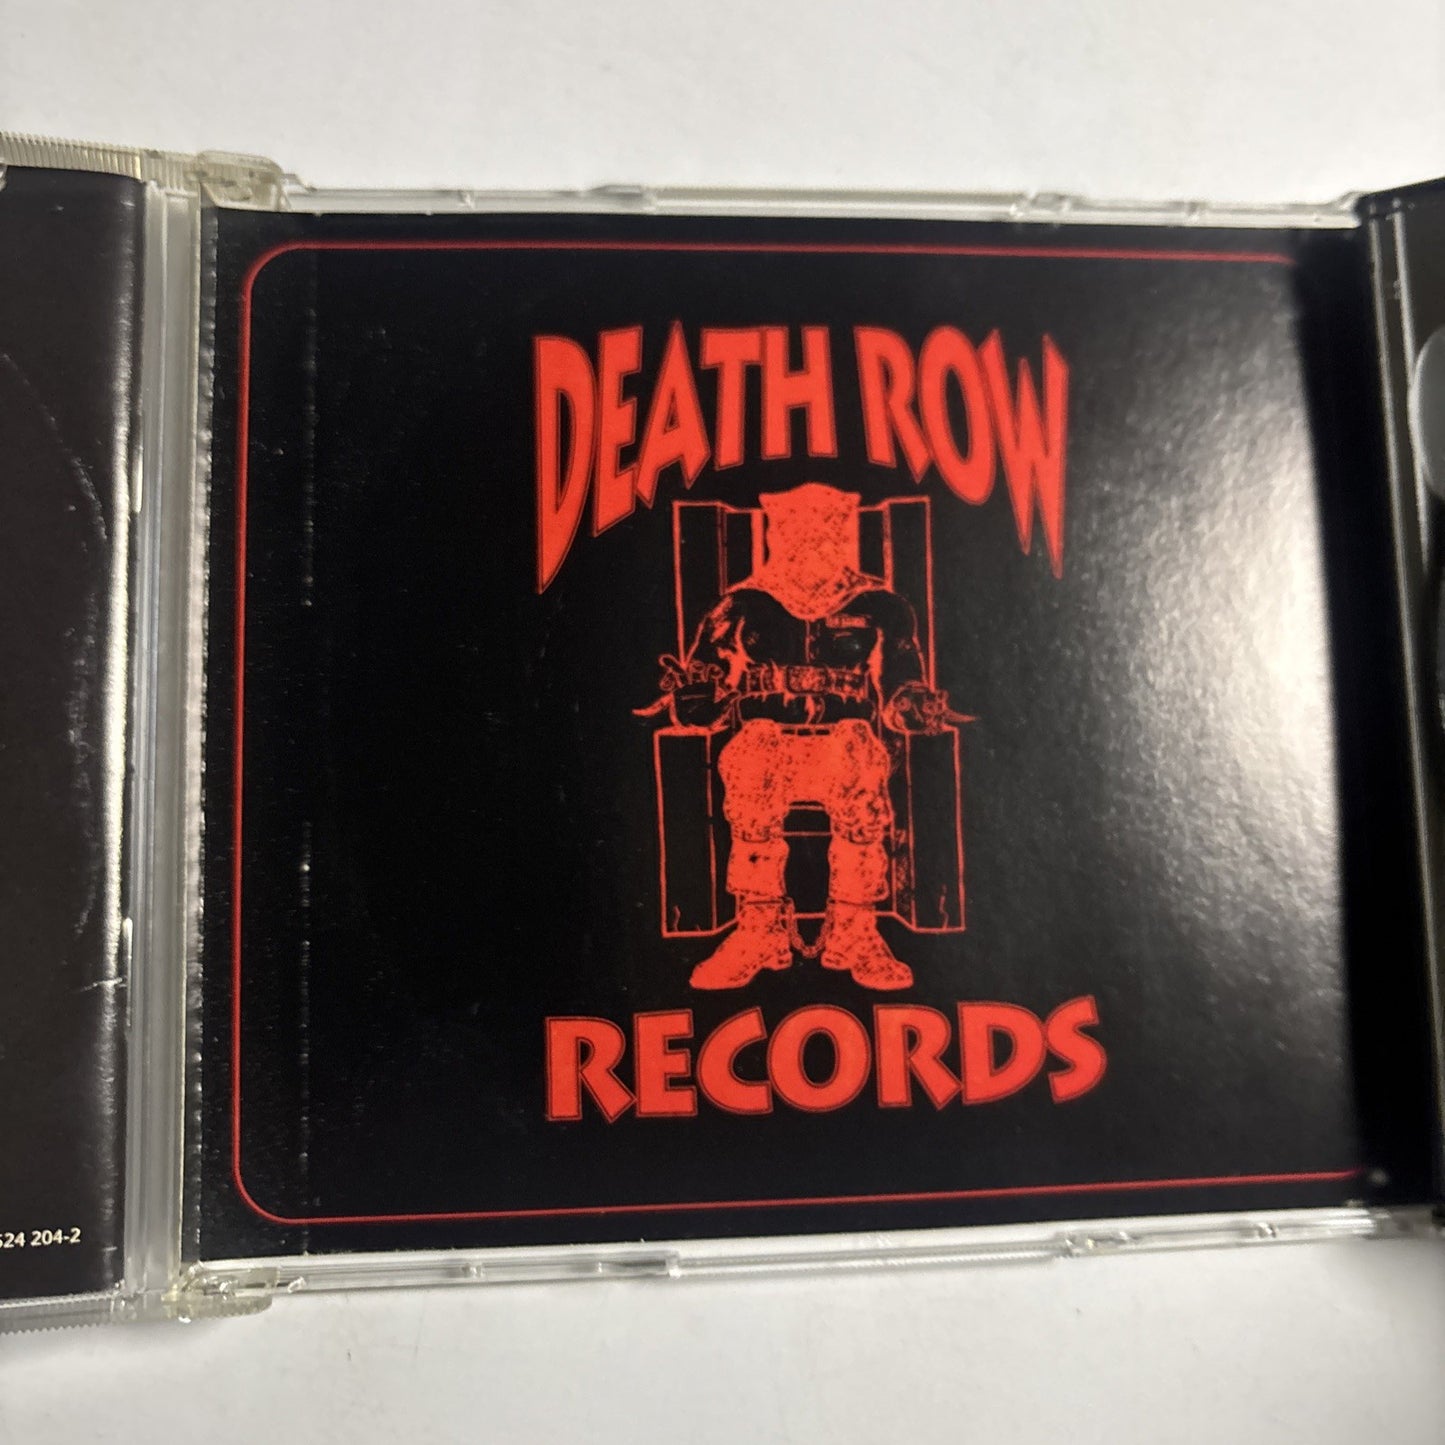 DEATH ROW
RECORDS
524 204-2